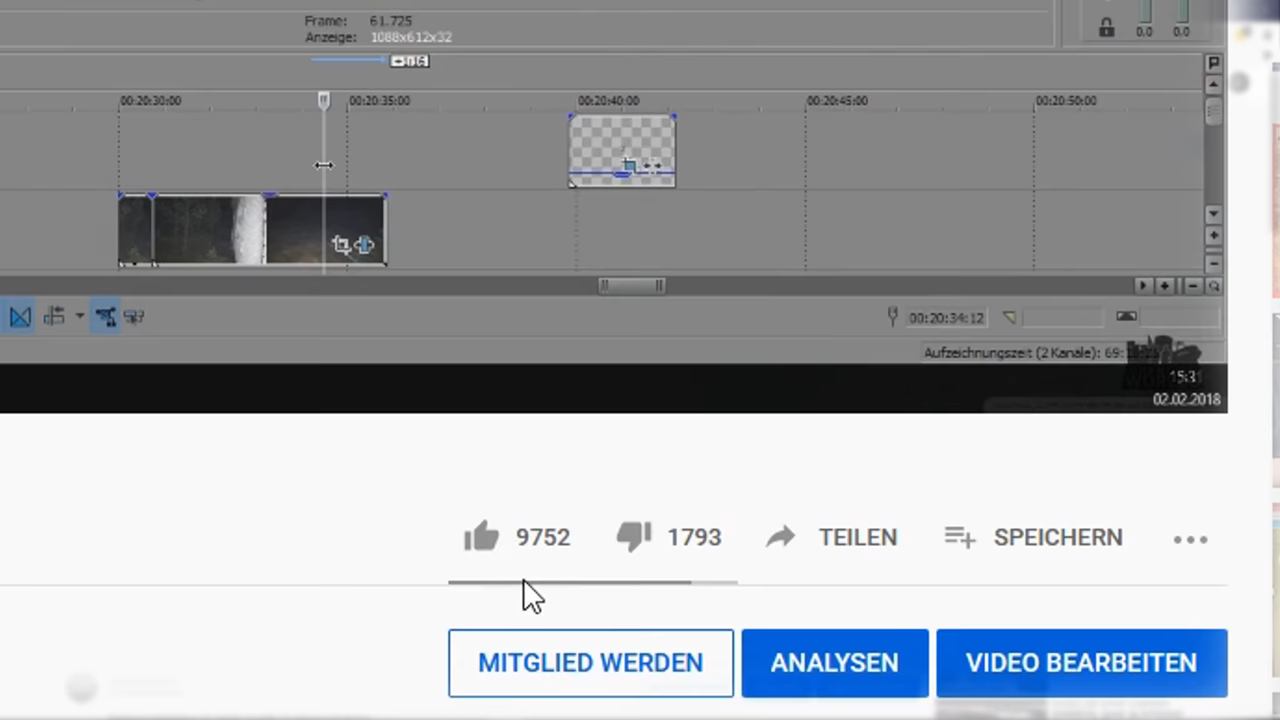 Frame: 61.725
Anzeige: 1088x612x32
0.0 0.0
00:20:30:00 00:20:35:00 00:20:40:00 00:20:45:00 00:20:50:00
00:20:34:12
Aufzeichnungszeit (2 Kanäle): 69:
15:31
02.02.2018
9752 1793 TEILEN SPEICHERN
MITGLIED WERDEN ANALYSEN VIDEO BEARBEITEN